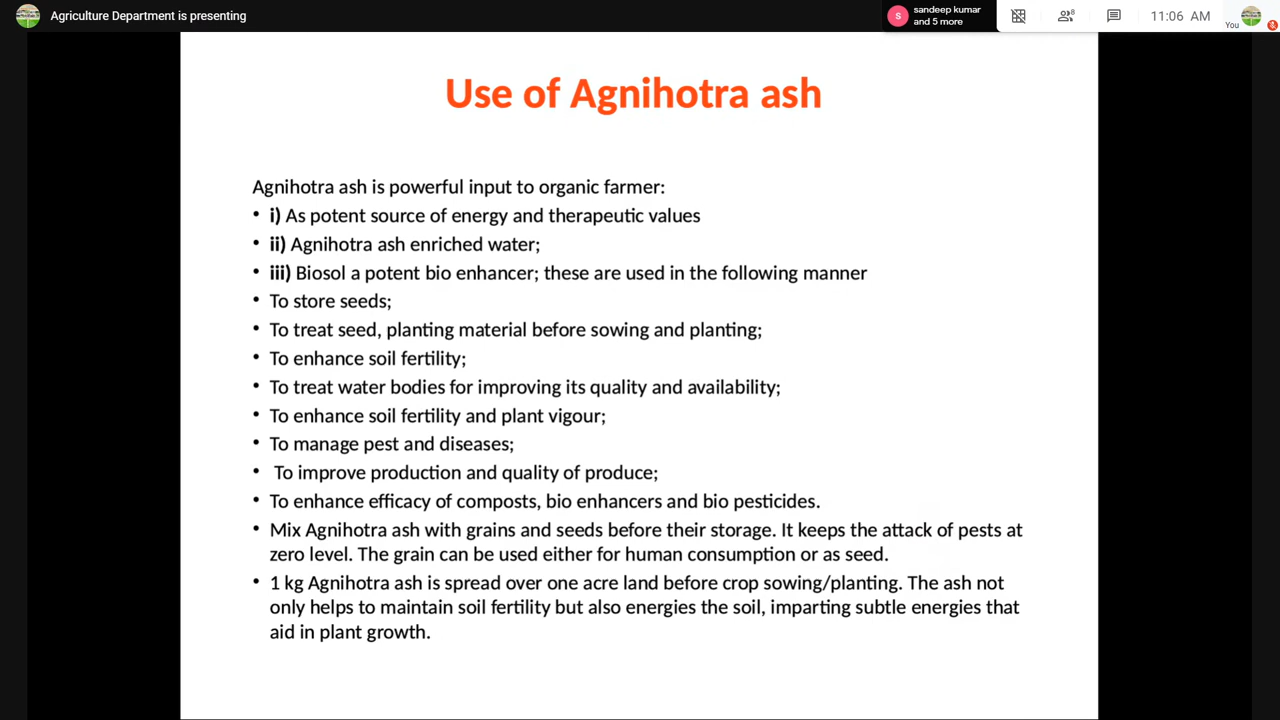 Agriculture Department is presenting
sandeep kumar
and 5 more
S
8
11:06 AM
You
Use of Agnihotra ash
Agnihotra ash is powerful input to organic farmer:
• i) As potent source of energy and therapeutic values
• ii) Agnihotra ash enriched water;
• iii) Biosol a potent bio enhancer; these are used in the following manner
• To store seeds;
• To treat seed, planting material before sowing and planting;
• To enhance soil fertility;
• To treat water bodies for improving its quality and availability;
• To enhance soil fertility and plant vigour;
• To manage pest and diseases;
• To improve production and quality of produce;
• To enhance efficacy of composts, bio enhancers and bio pesticides.
• Mix Agnihotra ash with grains and seeds before their storage. It keeps the attack of pests at
zero level. The grain can be used either for human consumption or as seed.
• 1 kg Agnihotra ash is spread over one acre land before crop sowing/planting. The ash not
only helps to maintain soil fertility but also energies the soil, imparting subtle energies that
aid in plant growth.